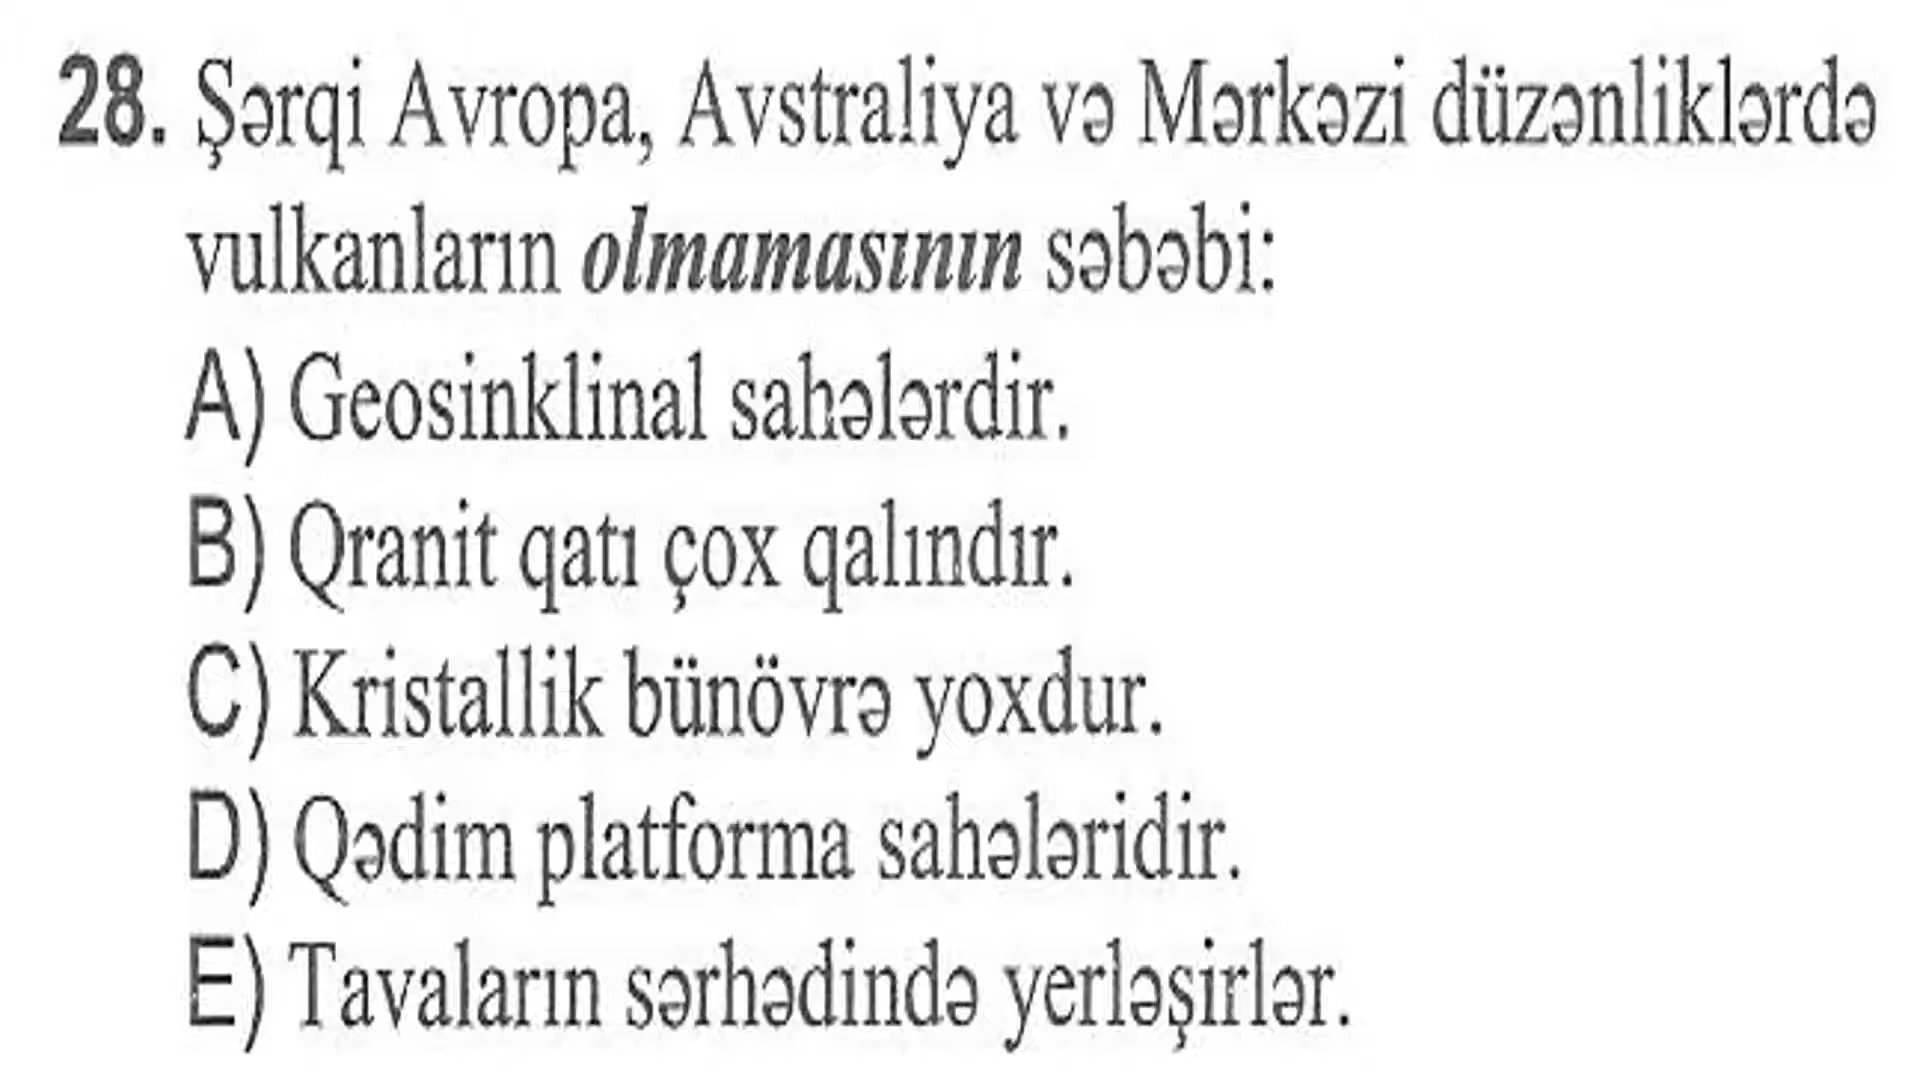 28. Şərqi Avropa, Avstraliya və Mərkəzi düzənliklərdə
vulkanların olmamasının səbəbi:
A) Geosinklinal sahələrdir.
B) Qranit qatı çox qalındır.
C) Kristallik bünövrə yoxdur.
D) Qədim platforma sahələridir.
E) Tavaların sərhədində yerləşirlər.